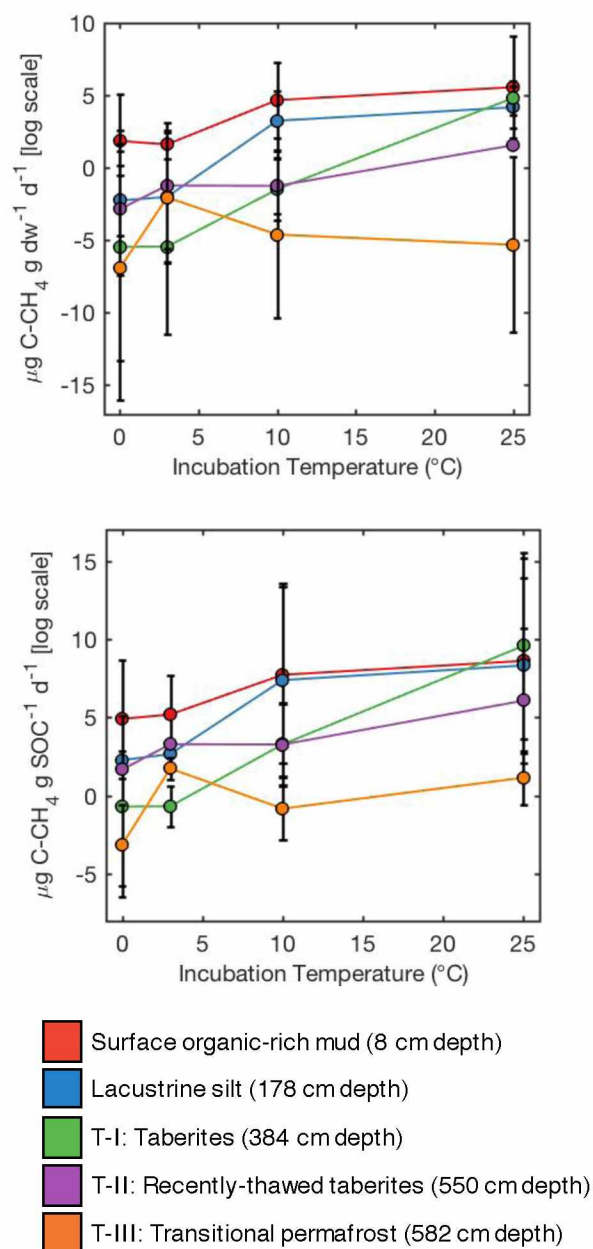 10
5
0
-5
-10
-15
µg C-CH4 g dw-1 d-1 [log scale]
0 5 10 15 20 25
Incubation Temperature (°C)
15
10
5
0
-5
µg C-CH4 g SOC-1 d-1 [log scale]
0 5 10 15 20 25
Incubation Temperature (°C)
Surface organic-rich mud (8 cm depth)
Lacustrine silt (178 cm depth)
T-I: Taberites (384 cm depth)
T-II: Recently-thawed taberites (550 cm depth)
T-III: Transitional permafrost (582 cm depth)